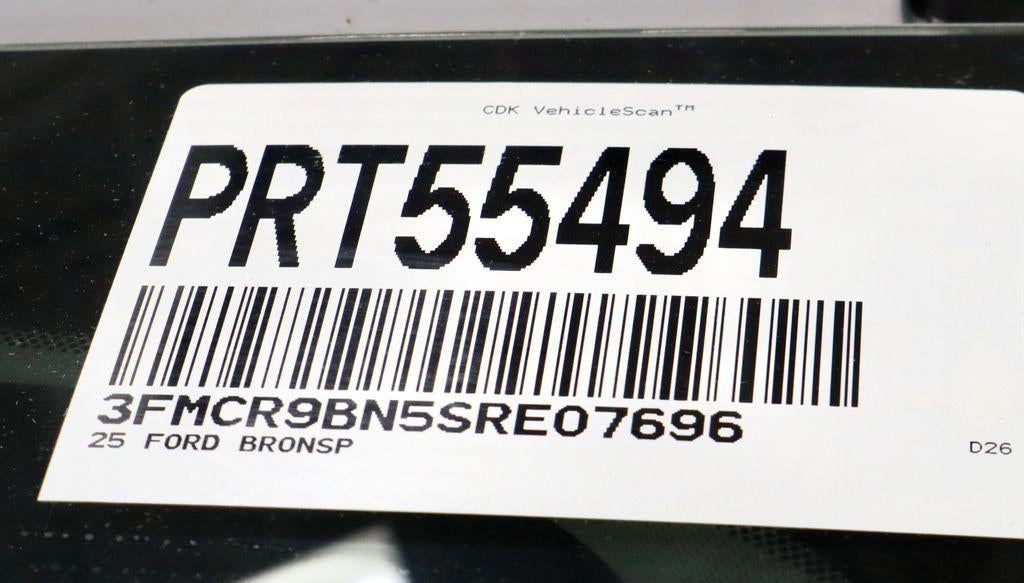 CDK VehicleScan™
PRT55494
3FMCR9BN5SRE07696
25 FORD BRONSP
D26